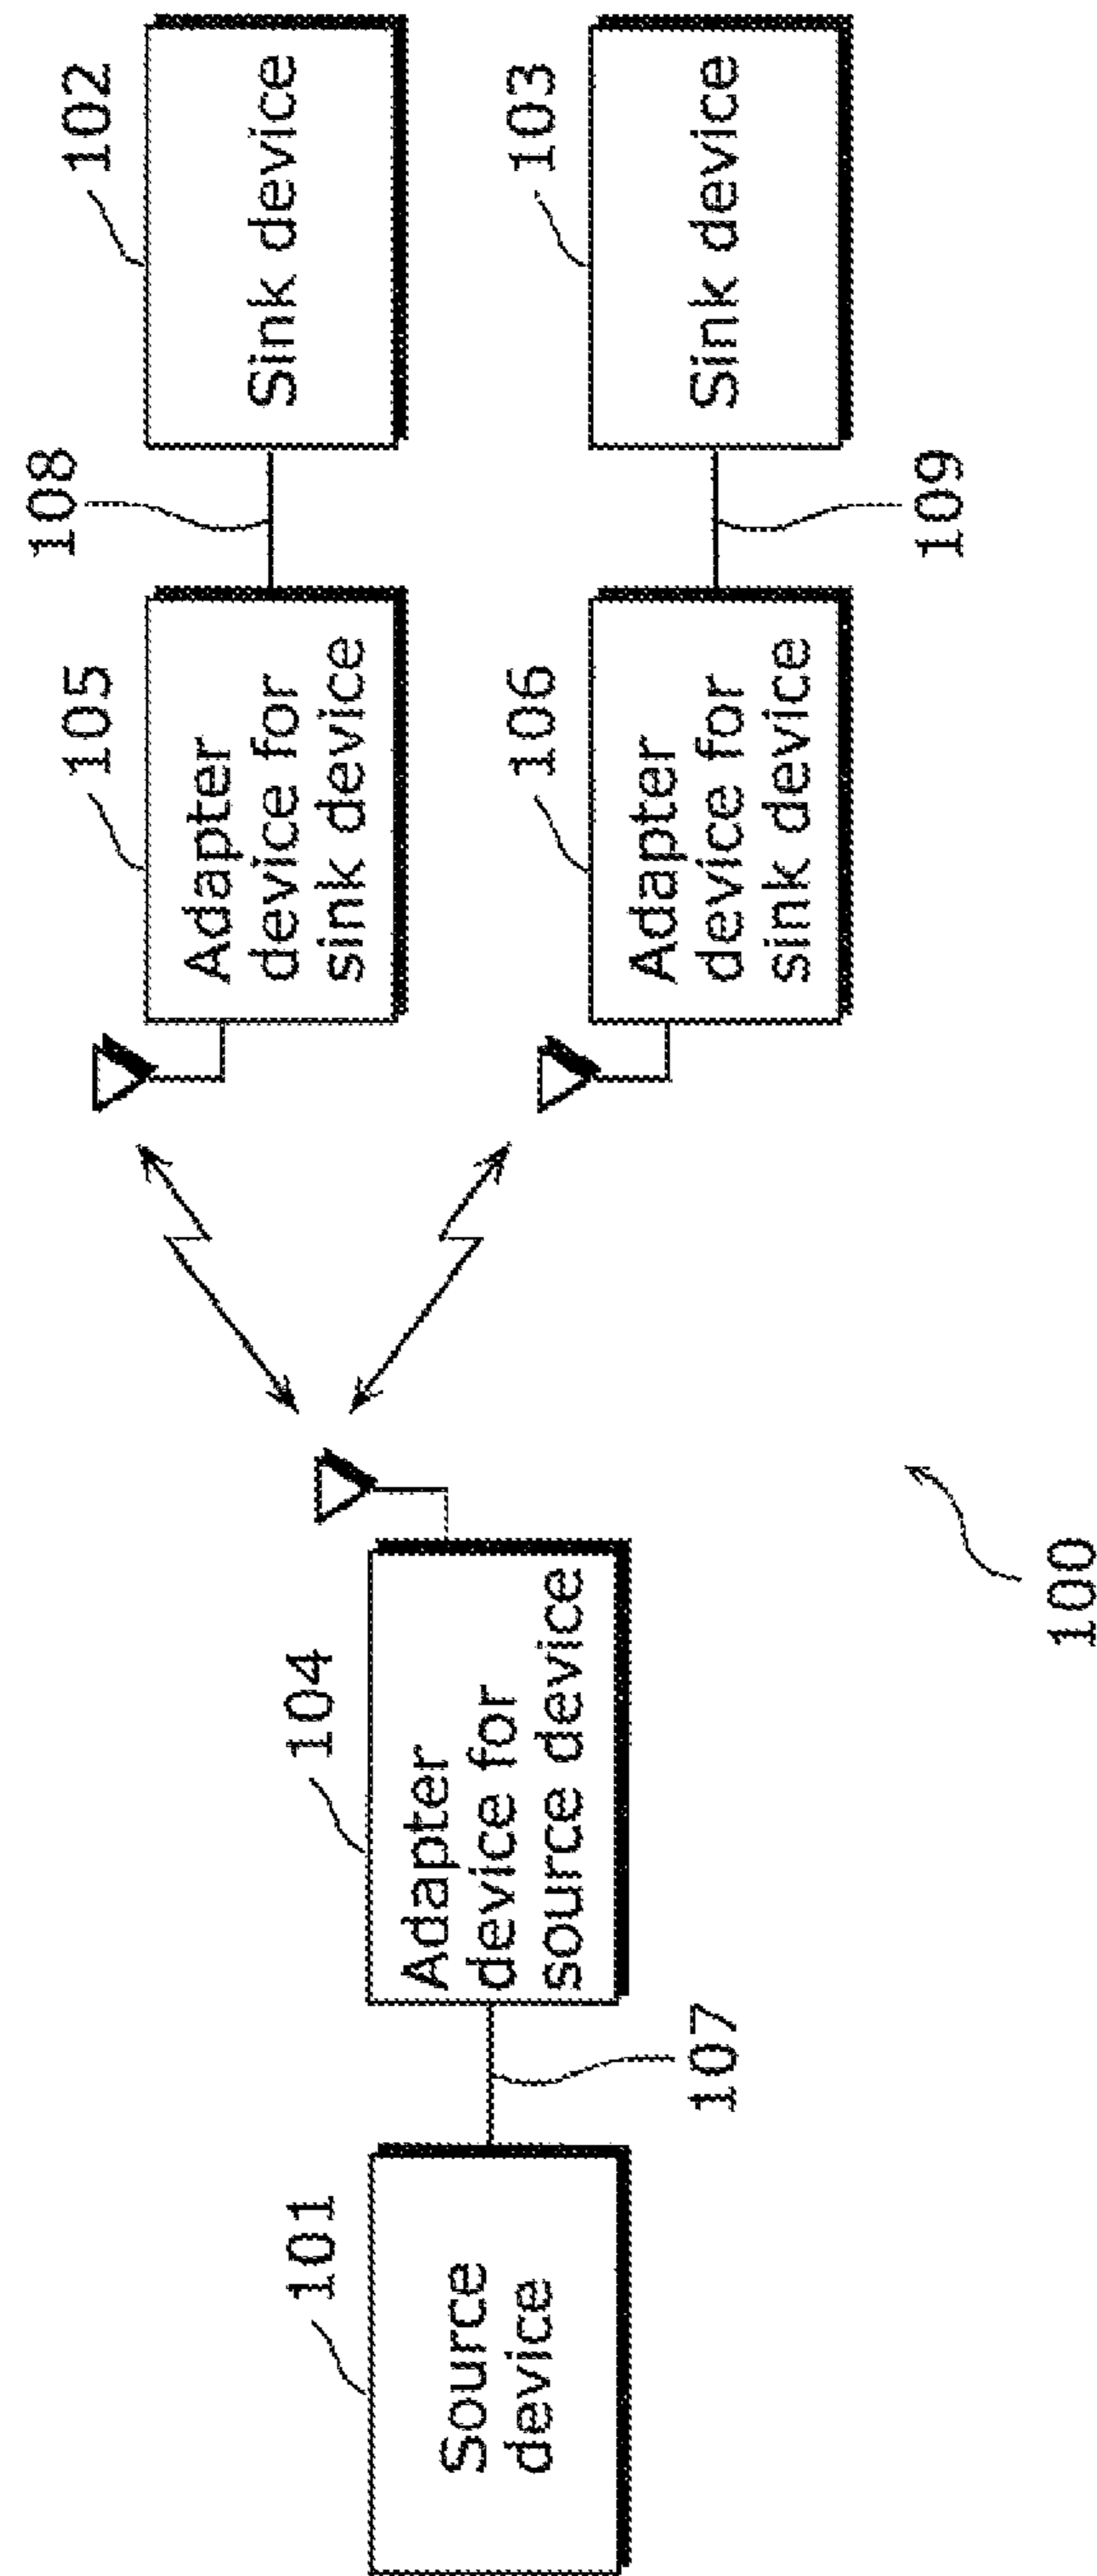 101
Source
device
107
104
Adapter
device for
source device
100
105
Adapter
device for
sink device
108
102
Sink device
106
Adapter
device for
sink device
109
103
Sink device